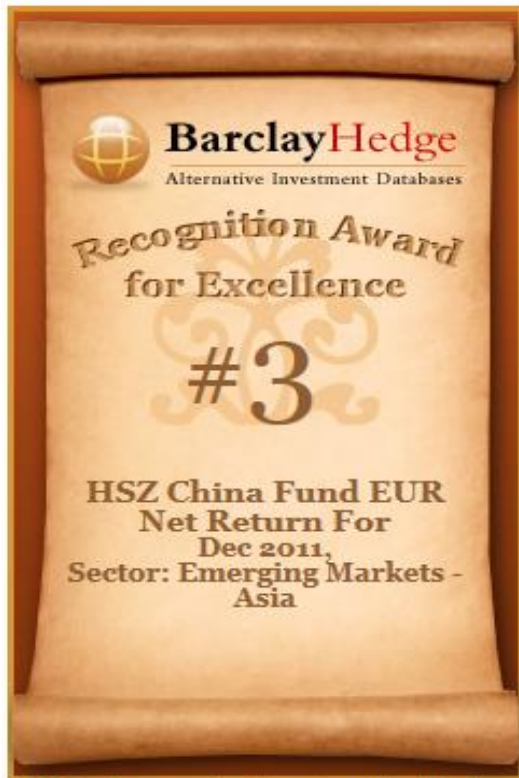 BarclayHedge
Alternative Investment Databases
Recognition Award
for Excellence
#3
HSZ China Fund EUR
Net Return For
Dec 2011,
Sector: Emerging Markets -
Asia